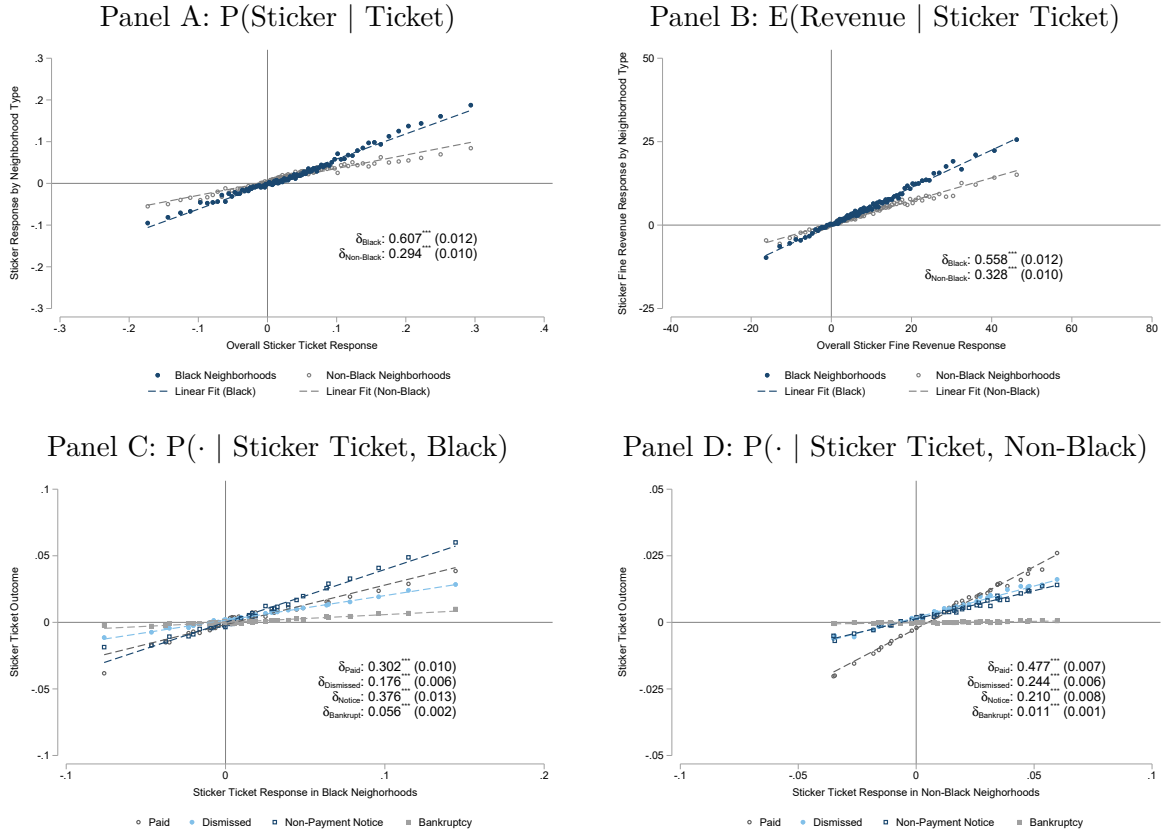 Panel A: P(Sticker | Ticket)
Sticker Response by Neighborhood Type
.3
.2
.1
0
-.1
-.2
-.3
δBlack: 0.607*** (0.012)
δNon-Black: 0.294*** (0.010)
-.3 -.2 -.1 0 .1 .2 .3 .4
Overall Sticker Ticket Response
Black Neighborhoods Non-Black Neighborhoods
Linear Fit (Black) Linear Fit (Non-Black)
Panel B: E(Revenue | Sticker Ticket)
Sticker Fine Revenue Response by Neighborhood Type
50
25
0
-25
δBlack: 0.558*** (0.012)
δNon-Black: 0.328*** (0.010)
-40 -20 0 20 40 60 80
Overall Sticker Fine Revenue Response
Black Neighborhoods Non-Black Neighborhoods
Linear Fit (Black) Linear Fit (Non-Black)
Panel C: P(· | Sticker Ticket, Black)
Sticker Ticket Outcome
.1
.05
0
-.05
-.1
δPaid: 0.302*** (0.010)
δDismissed: 0.176*** (0.006)
δNotice: 0.376*** (0.013)
δBankrupt: 0.056*** (0.002)
-.1 0 .1 .2
Sticker Ticket Response in Black Neighorhoods
Paid Dismissed Non-Payment Notice Bankruptcy
Panel D: P(· | Sticker Ticket, Non-Black)
Sticker Ticket Outcome
.05
.025
0
-.025
-.05
δPaid: 0.477*** (0.007)
δDismissed: 0.244*** (0.006)
δNotice: 0.210*** (0.008)
δBankrupt: 0.011*** (0.001)
-.1 -.05 0 .05 .1
Sticker Ticket Response in Non-Black Neighorhoods
Paid Dismissed Non-Payment Notice Bankruptcy